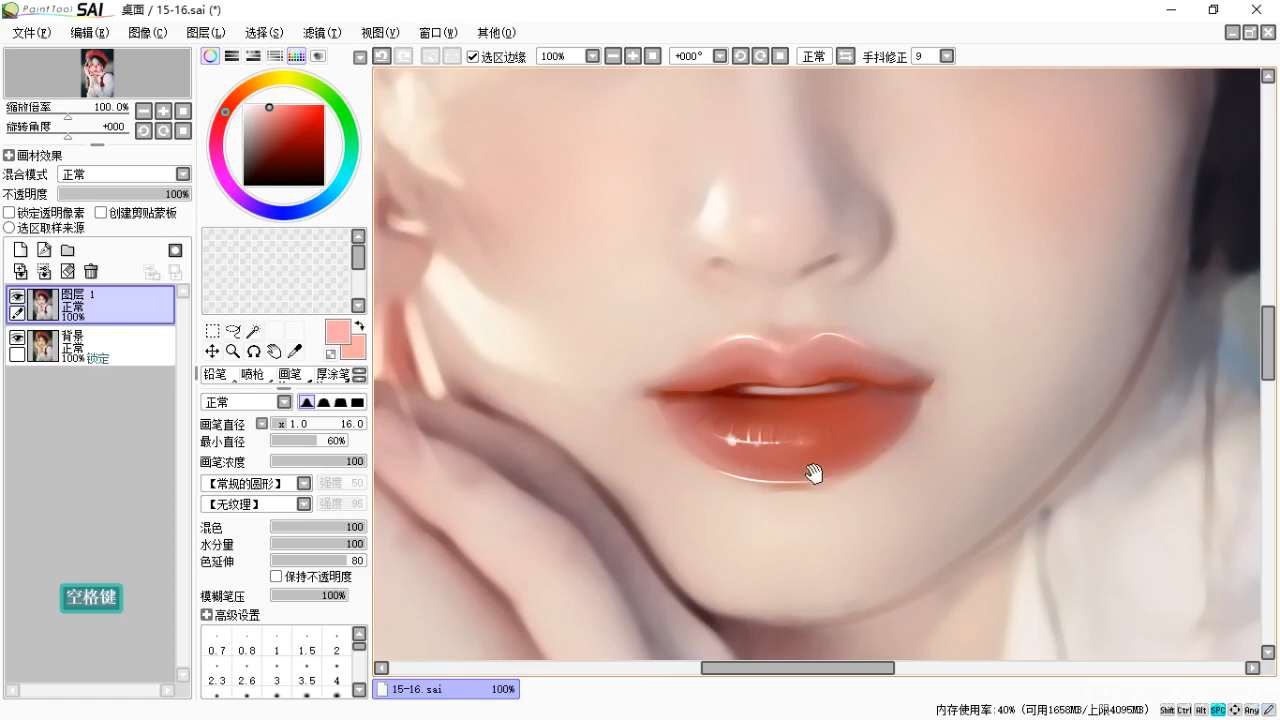 PaintTool SAI 桌面 / 15-16.sai (*)
文件(F) 编辑(E) 图像(C) 图层(L) 选择(S) 滤镜(T) 视图(V) 窗口(W) 其他(O)
选区边缘 100% +000° 正常 手抖修正 9
缩放倍率 100.0%
旋转角度 +000
画材效果
混合模式 正常
不透明度 100%
锁定透明像素 创建剪贴蒙板
选区取样来源
图层 1
正常
100%
背景
正常
100% 锁定
空格键
铅笔 喷枪 画笔 厚涂笔
正常
画笔直径 x 1.0 16.0
最小直径 60%
画笔浓度 100
【常规的圆形】 强度 50
【无纹理】 强度 95
混色 100
水分量 100
色延伸 80
保持不透明度
模糊笔压 100%
高级设置
0.7 0.8 1 1.5 2
2.3 2.6 3 3.5 4
15-16.sai 100%
内存使用率: 40% (可用1658MB/上限4095MB) Shft Ctrl Alt SPC Any